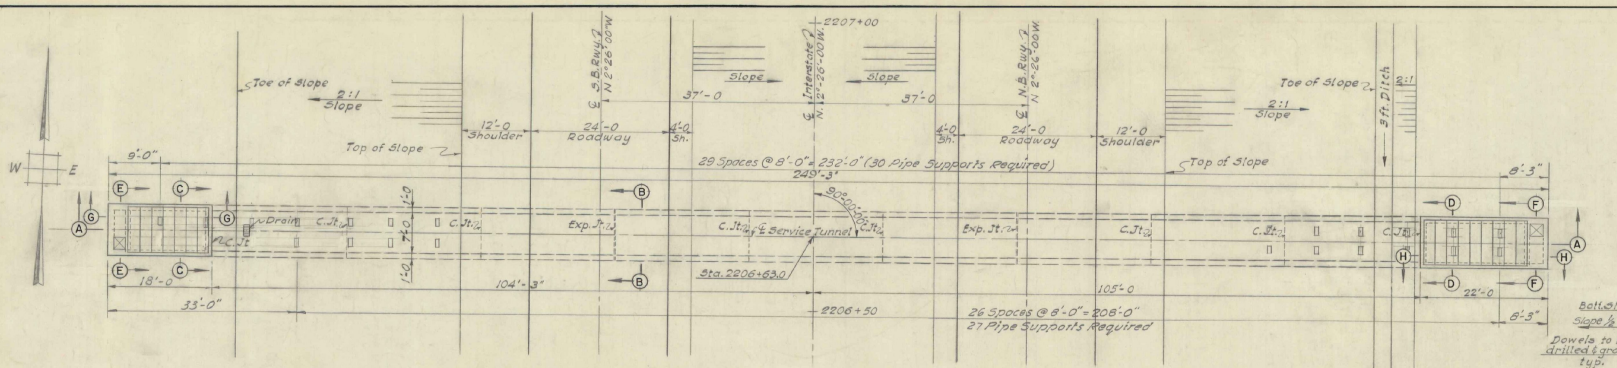 2207+00
℄ S.B.Rwy.
N 2°-26'-00"W
℄ Interstate
N. 2°-26'-00W.
℄ N.B.Rwy.
N 2°-26'-00W.
Toe of Slope
2:1
Slope
Slope
Slope
37'-0
37'-0
Toe of Slope
2:1
Slope
3 ft. Ditch
2:1
12'-0
Shoulder
24'-0
Roadway
4'-0
Sh.
4'-0
Sh.
24'-0
Roadway
12'-0
Shoulder
Top of Slope
Top of Slope
W
E
9'-0"
29 Spaces @ 8'-0" = 232'-0" (30 Pipe Supports Required)
249'-3"
8'-3"
E
C
B
90°-00'-00"
D
F
G
A
G
1'-0
7'-0
1'-0
Drain
C.Jt.
C.Jt.
C.Jt.
Exp. Jt.
C.Jt.
℄ Service Tunnel
C.Jt.
Exp. Jt.
C.Jt.
C.Jt.
C.Jt.
A
H
H
E
C
B
Sta. 2206+63.0
D
F
18'-0
104'-3"
105'-0
22'-0
33'-0"
2206+50
26 Spaces @ 8'-0" = 208'-0"
27 Pipe Supports Required
8'-3"
Slope
Dowels to
drilled &
typ.